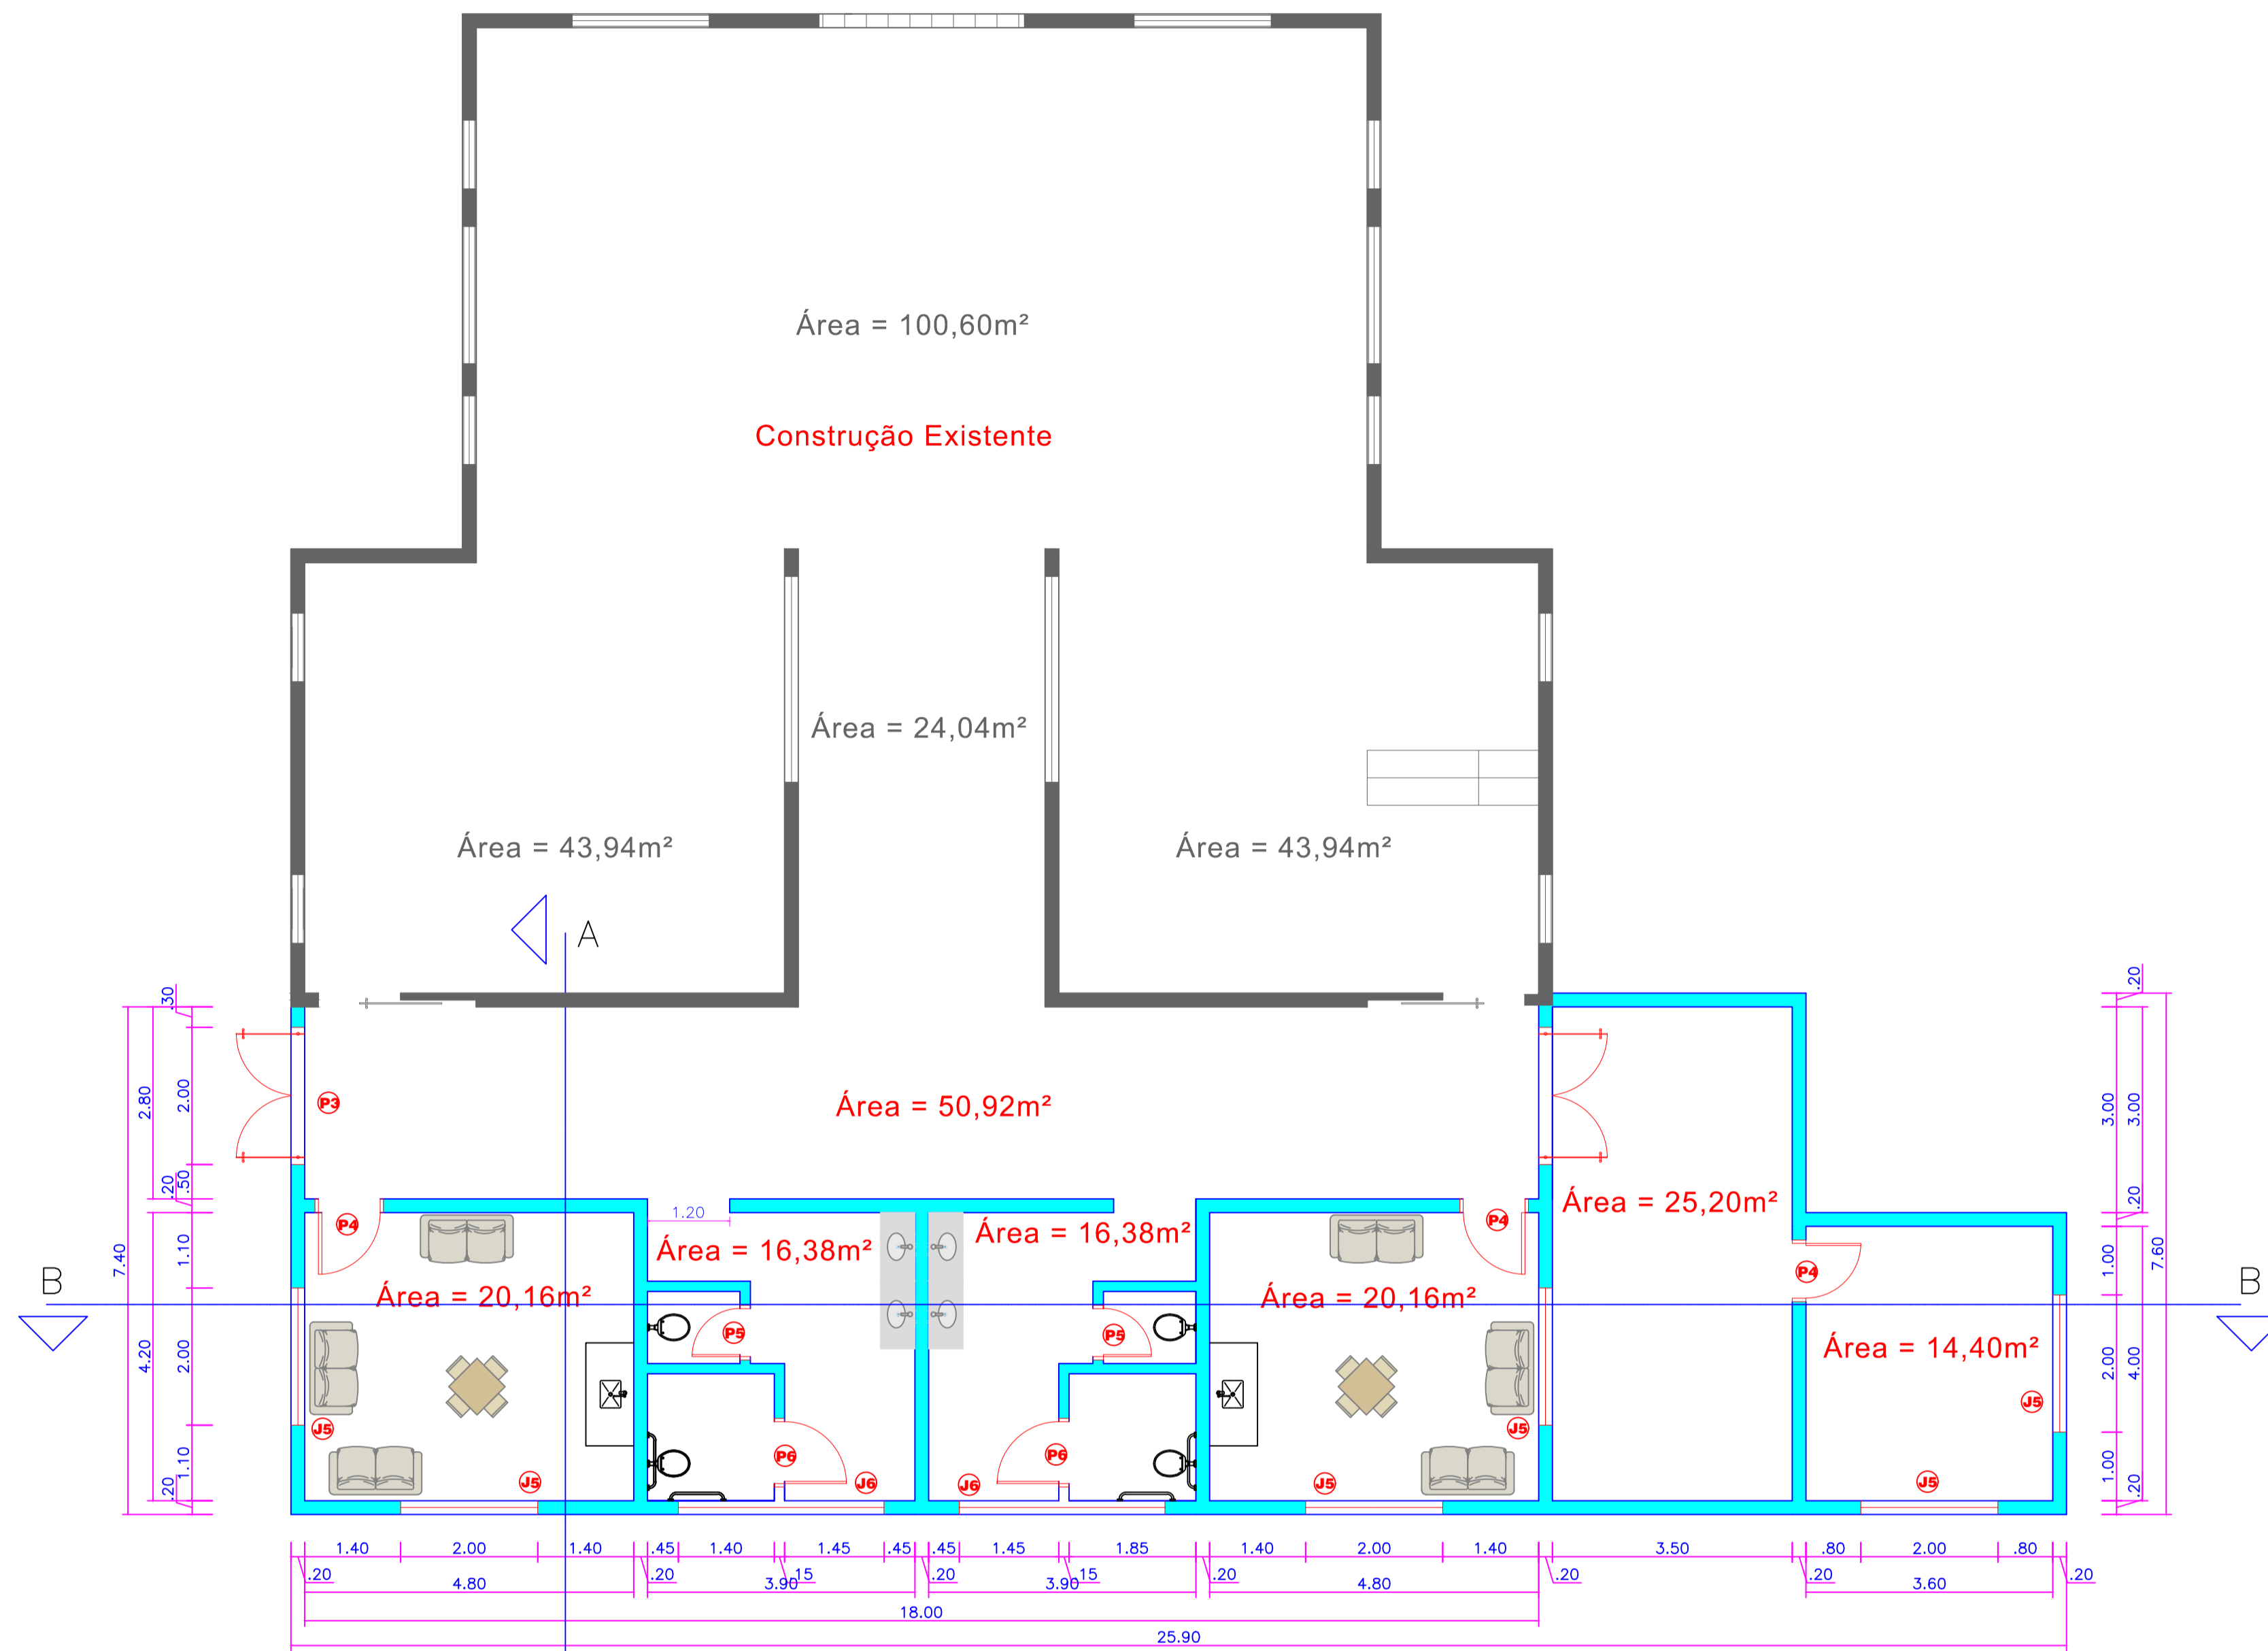 Área = 100,60m²
Construção Existente
Área = 24,04m²
Área = 43,94m²
Área = 43,94m²
A
.30
2.80
2.00
.20
.50
7.40
1.10
4.20
2.00
1.10
.20
P3
Área = 50,92m²
.20
3.00
3.00
.20
1.00
7.60
2.00
4.00
1.00
.20
P4
1.20
Área = 16,38m²
Área = 16,38m²
P4
Área = 25,20m²
B
Área = 20,16m²
Área = 20,16m²
P4
B
P5
P5
Área = 14,40m²
J5
J5
J5
J5
P6
J6
J6
P6
J5
J5
1.40 2.00 1.40 .45 1.40 1.45 .45 .45 1.45 1.85 1.40 2.00 1.40 3.50 .80 2.00 .80
.20 .20 .15 .20 .15 .20 .20 .20 .20
4.80 3.90 3.90 4.80 3.60
18.00
25.90